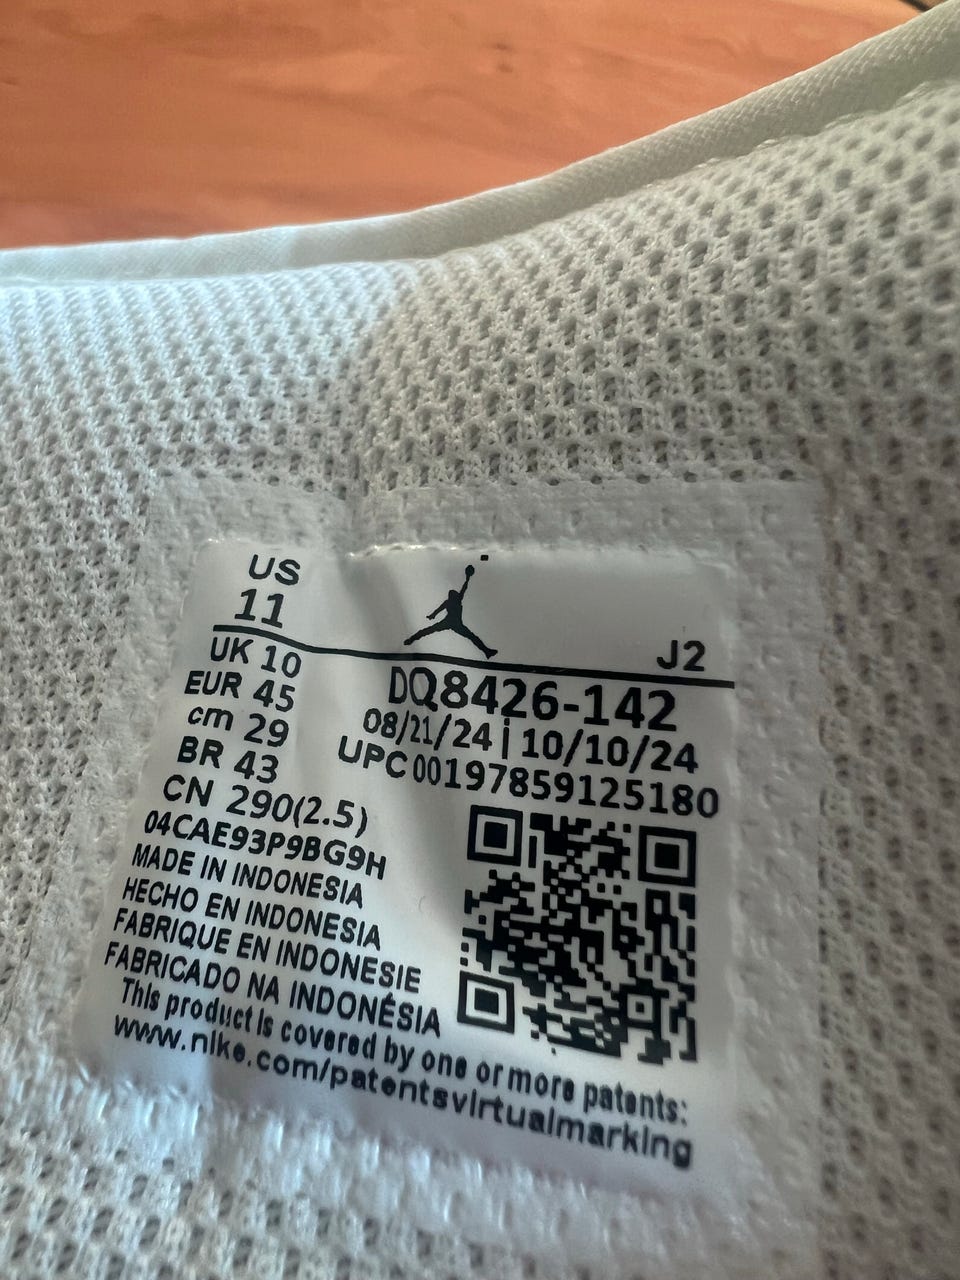 US
11
J2
UK 10
EUR 45
cm 29
BR 43
CN 290(2.5)
DQ8426-142
08/21/24 | 10/10/24
UPC 00197859125180
04CAE93P9BG9H
MADE IN INDONESIA
HECHO EN INDONESIA
FABRIQUE EN INDONESIE
FABRICADO NA INDONÉSIA
This product is covered by one or more patents:
www.nike.com/patentsvirtualmarking